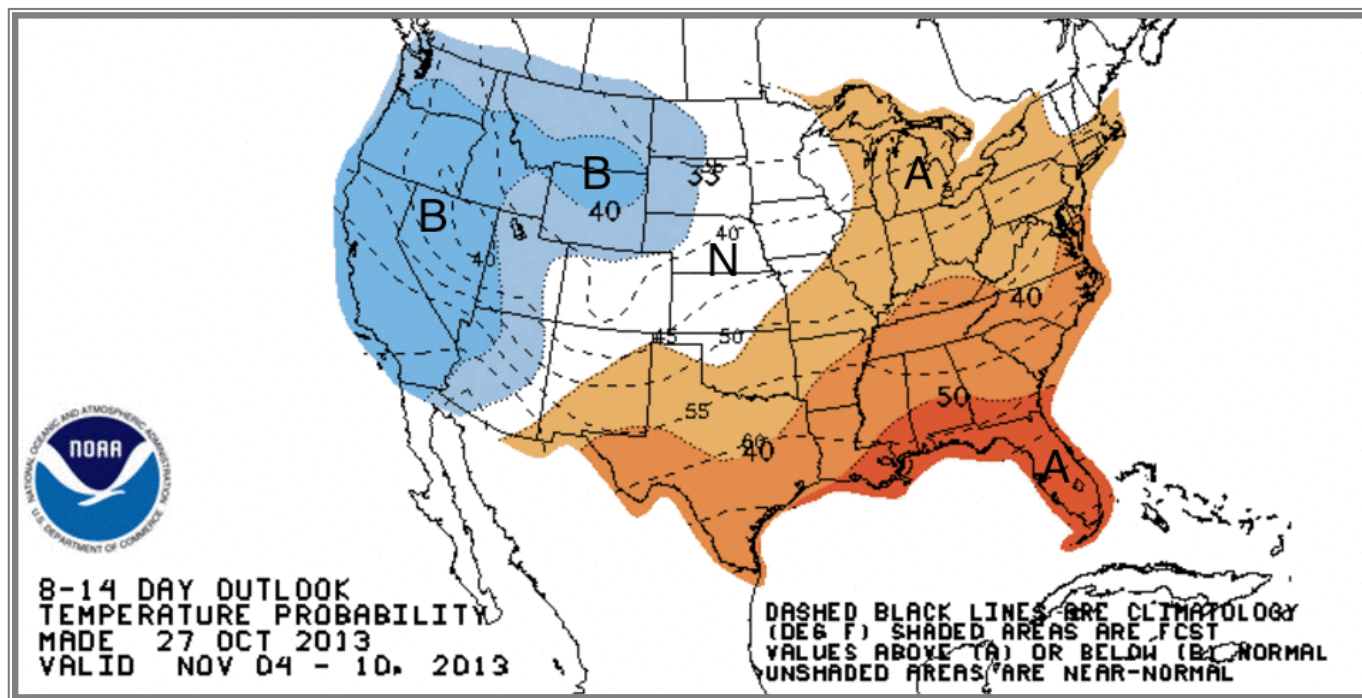 B
B
A
33
40
40
40
N
40
45
50
50
55
60
40
A
NATIONAL OCEANIC AND ATMOSPHERIC ADMINISTRATION
NOAA
U.S. DEPARTMENT OF COMMERCE
8-14 DAY OUTLOOK
TEMPERATURE PROBABILITY
MADE 27 OCT 2013
VALID NOV 04 - 10, 2013
DASHED BLACK LINES ARE CLIMATOLOGY
(DEG F) SHADED AREAS ARE FCST
VALUES ABOVE (A) OR BELOW (B) NORMAL
UNSHADED AREAS ARE NEAR-NORMAL